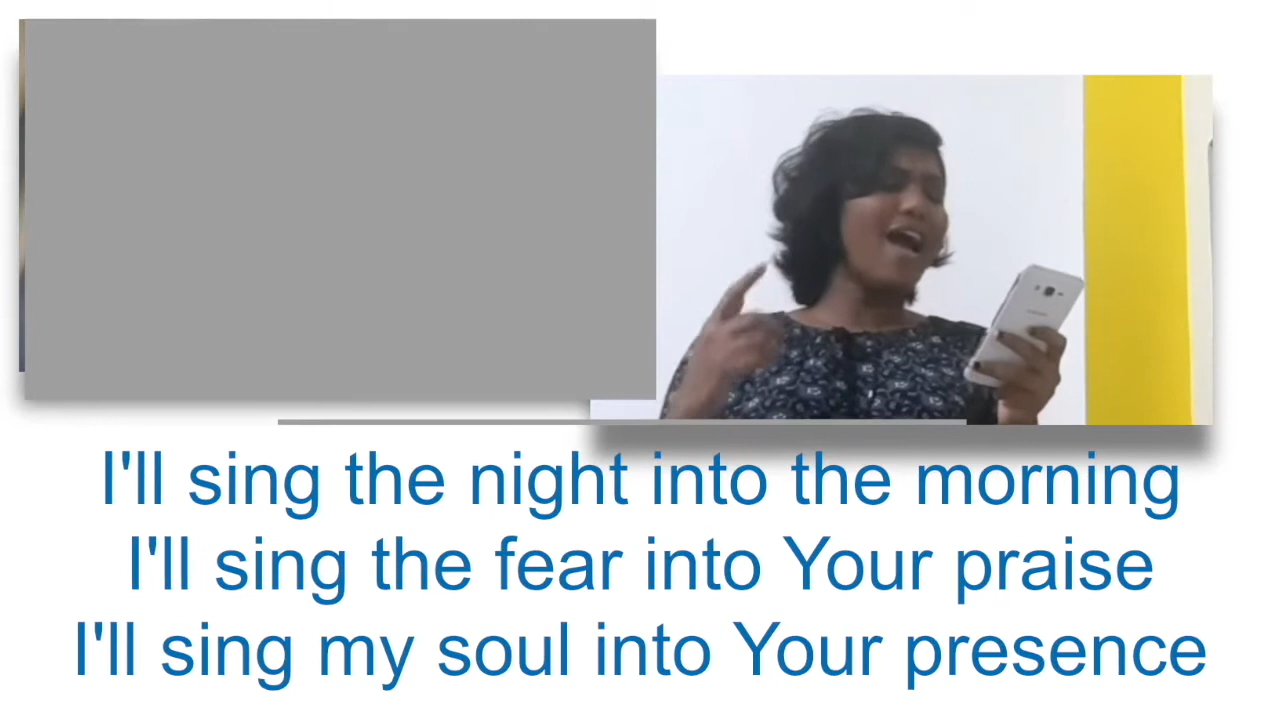 I'll sing the night into the morning
I'll sing the fear into Your praise
I'll sing my soul into Your presence